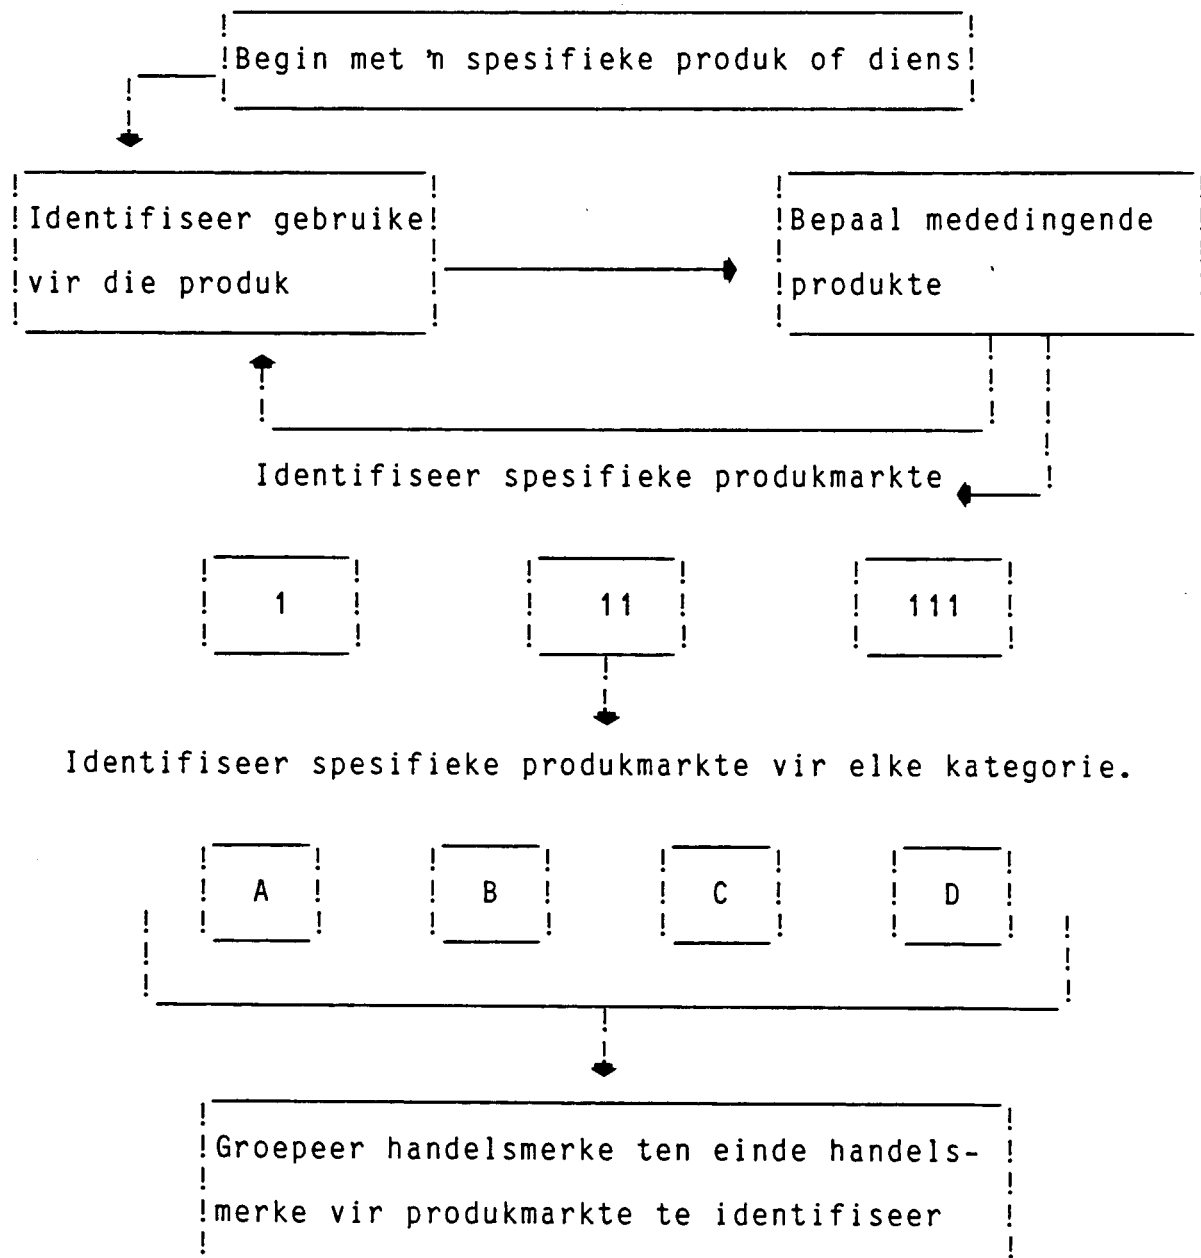 Begin met 'n spesifieke produk of diens
Identifiseer gebruike
vir die produk
Bepaal mededingende
produkte
Identifiseer spesifieke produkmarkte
1 11 111
Identifiseer spesifieke produkmarkte vir elke kategorie.
A B C D
Groepeer handelsmerke ten einde handels-
merke vir produkmarkte te identifiseer